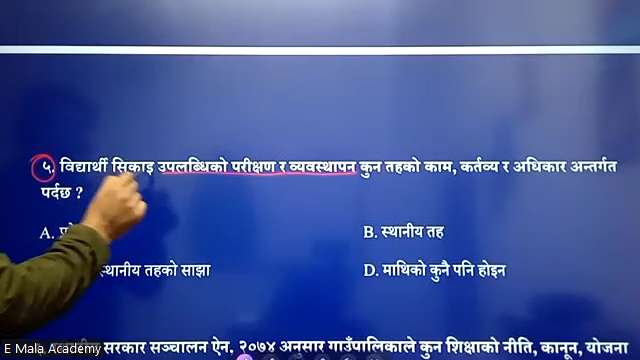 ५. विद्यार्थी सिकाइ उपलब्धिको परीक्षण र व्यवस्थापन कुन तहको काम, कर्तव्य र अधिकार अन्तर्गत
पर्दछ ?
A.
B. स्थानीय तह
स्थानीय तहको साझा
D. माथिको कुनै पनि होइन
सरकार सञ्चालन ऐन, २०७४ अनुसार गाउँपालिकाले कुन शिक्षाको नीति, कानून, योजना
E Mala Academy